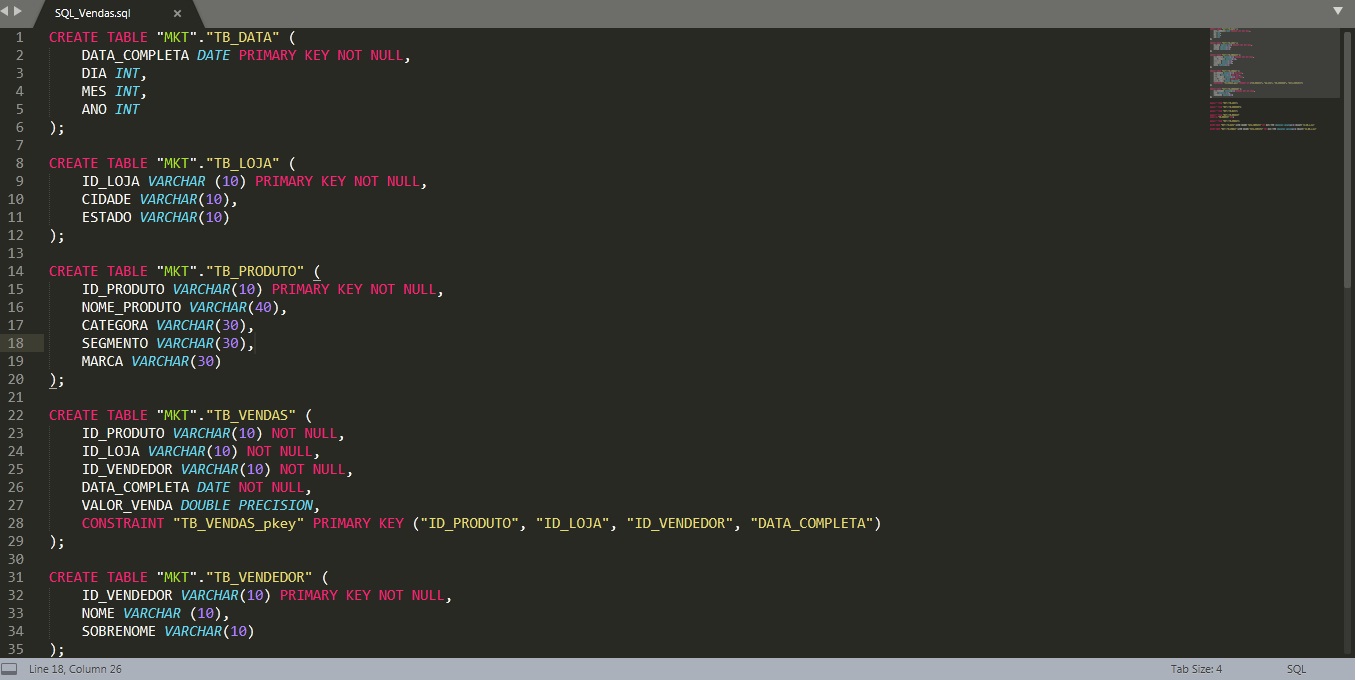 SQL_Vendas.sql ×
1 CREATE TABLE "MKT"."TB_DATA" (
2 DATA_COMPLETA DATE PRIMARY KEY NOT NULL,
3 DIA INT,
4 MES INT,
5 ANO INT
6 );
7
8 CREATE TABLE "MKT"."TB_LOJA" (
9 ID_LOJA VARCHAR (10) PRIMARY KEY NOT NULL,
10 CIDADE VARCHAR(10),
11 ESTADO VARCHAR(10)
12 );
13
14 CREATE TABLE "MKT"."TB_PRODUTO" (
15 ID_PRODUTO VARCHAR(10) PRIMARY KEY NOT NULL,
16 NOME_PRODUTO VARCHAR(40),
17 CATEGORA VARCHAR(30),
18 SEGMENTO VARCHAR(30),
19 MARCA VARCHAR(30)
20 );
21
22 CREATE TABLE "MKT"."TB_VENDAS" (
23 ID_PRODUTO VARCHAR(10) NOT NULL,
24 ID_LOJA VARCHAR(10) NOT NULL,
25 ID_VENDEDOR VARCHAR(10) NOT NULL,
26 DATA_COMPLETA DATE NOT NULL,
27 VALOR_VENDA DOUBLE PRECISION,
28 CONSTRAINT "TB_VENDAS_pkey" PRIMARY KEY ("ID_PRODUTO", "ID_LOJA", "ID_VENDEDOR", "DATA_COMPLETA")
29 );
30
31 CREATE TABLE "MKT"."TB_VENDEDOR" (
32 ID_VENDEDOR VARCHAR(10) PRIMARY KEY NOT NULL,
33 NOME VARCHAR (10),
34 SOBRENOME VARCHAR(10)
35 );
Line 18, Column 26 Tab Size: 4 SQL